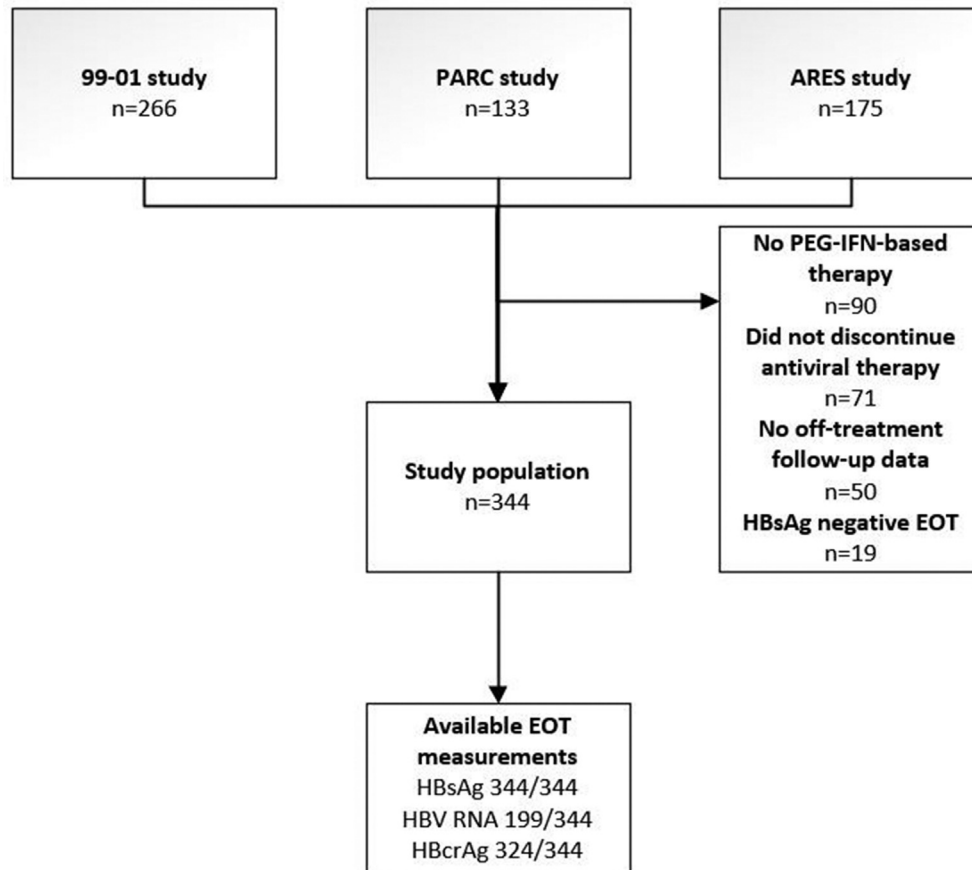 99-01 study
n=266
PARC study
n=133
ARES study
n=175
No PEG-IFN-based
therapy
n=90
Did not discontinue
antiviral therapy
n=71
No off-treatment
follow-up data
n=50
HBsAg negative EOT
n=19
Study population
n=344
Available EOT
measurements
HBsAg 344/344
HBV RNA 199/344
HBcrAg 324/344